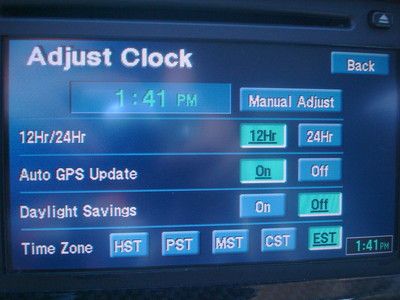 Adjust Clock Back
1:41 PM Manual Adjust
12Hr/24Hr 12Hr 24Hr
Auto GPS Update On Off
Daylight Savings On Off
Time Zone HST PST MST CST EST 1:41 PM